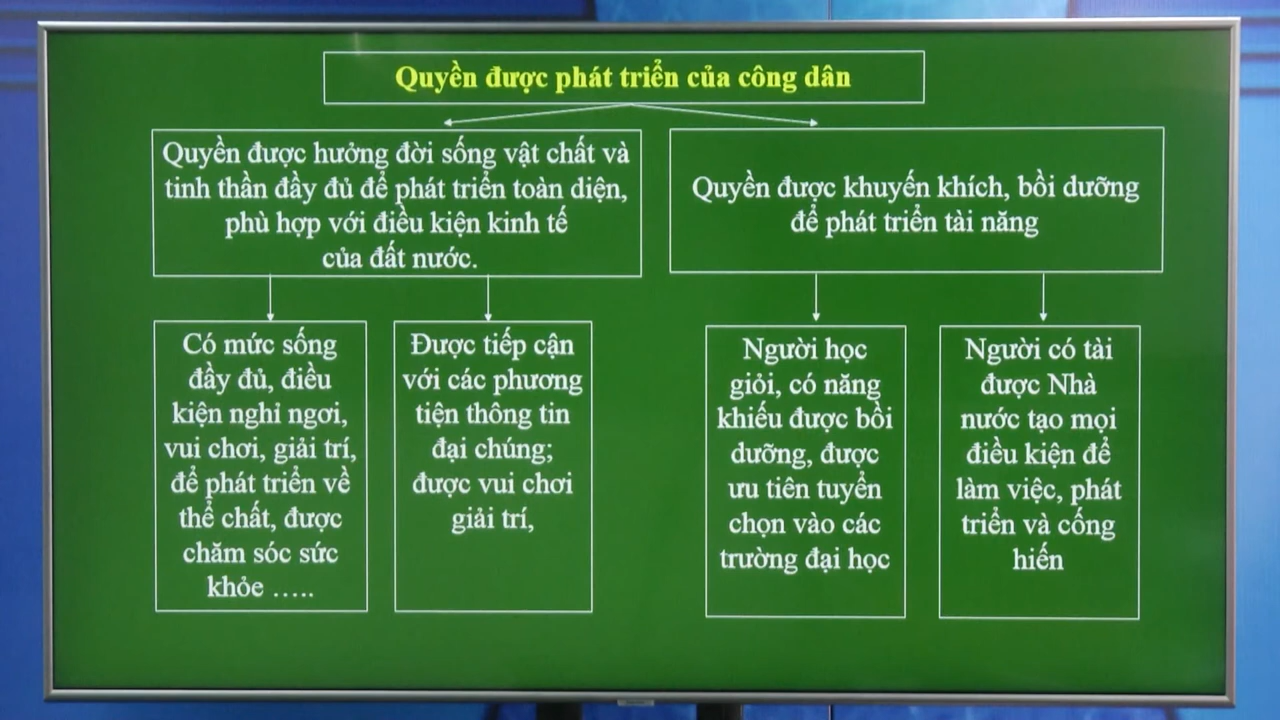 Quyền được phát triển của công dân
Quyền được hưởng đời sống vật chất và
tinh thần đầy đủ để phát triển toàn diện,
phù hợp với điều kiện kinh tế
của đất nước.
Quyền được khuyến khích, bồi dưỡng
để phát triển tài năng
Có mức sống
đầy đủ, điều
kiện nghỉ ngơi,
vui chơi, giải trí,
để phát triển về
thể chất, được
chăm sóc sức
khỏe …..
Được tiếp cận
với các phương
tiện thông tin
đại chúng;
được vui chơi
giải trí,
Người học
giỏi, có năng
khiếu được bồi
dưỡng, được
ưu tiên tuyển
chọn vào các
trường đại học
Người có tài
được Nhà
nước tạo mọi
điều kiện để
làm việc, phát
triển và cống
hiến